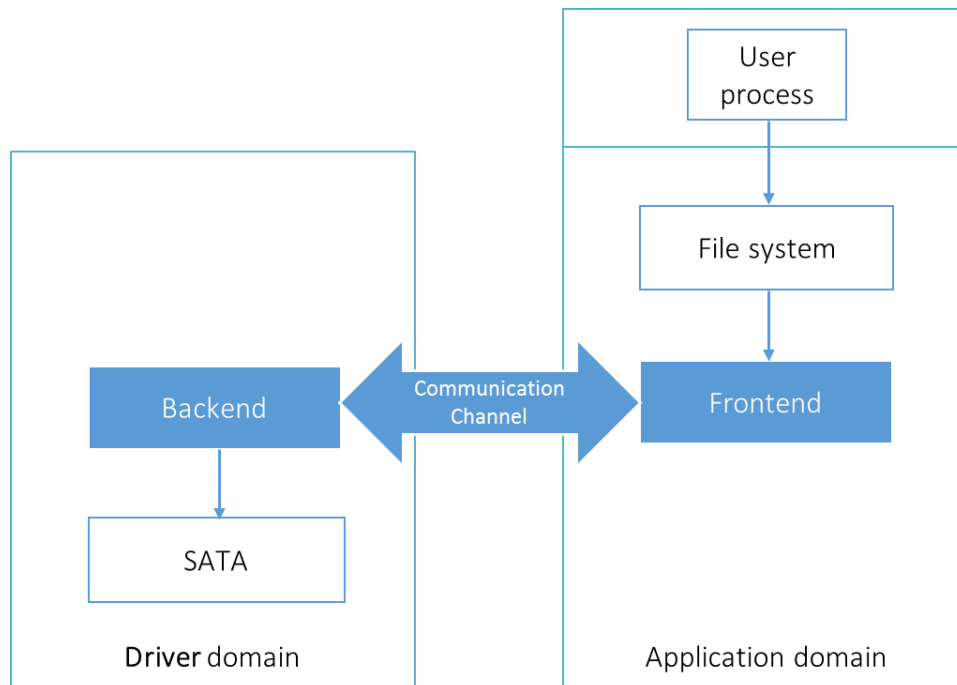 User
process
File system
Communication
Channel
Backend
Frontend
SATA
Driver domain
Application domain